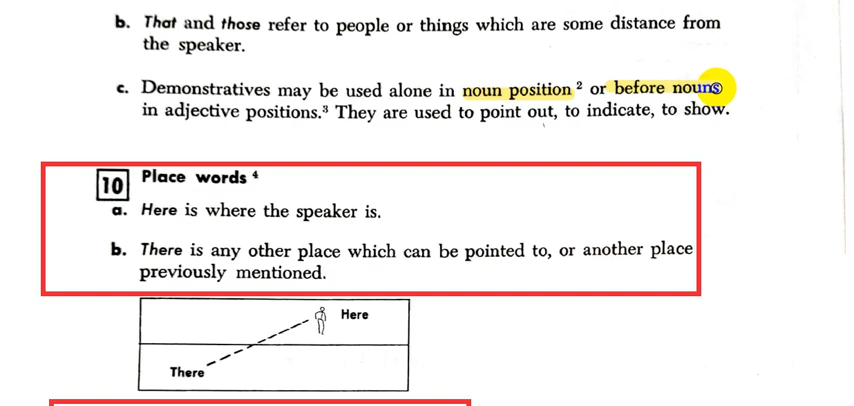 b. That and those refer to people or things which are some distance from
the speaker.
c. Demonstratives may be used alone in noun position ² or before nouns
in adjective positions.³ They are used to point out, to indicate, to show.
10 Place words ⁴
a. Here is where the speaker is.
b. There is any other place which can be pointed to, or another place
previously mentioned.
Here
There